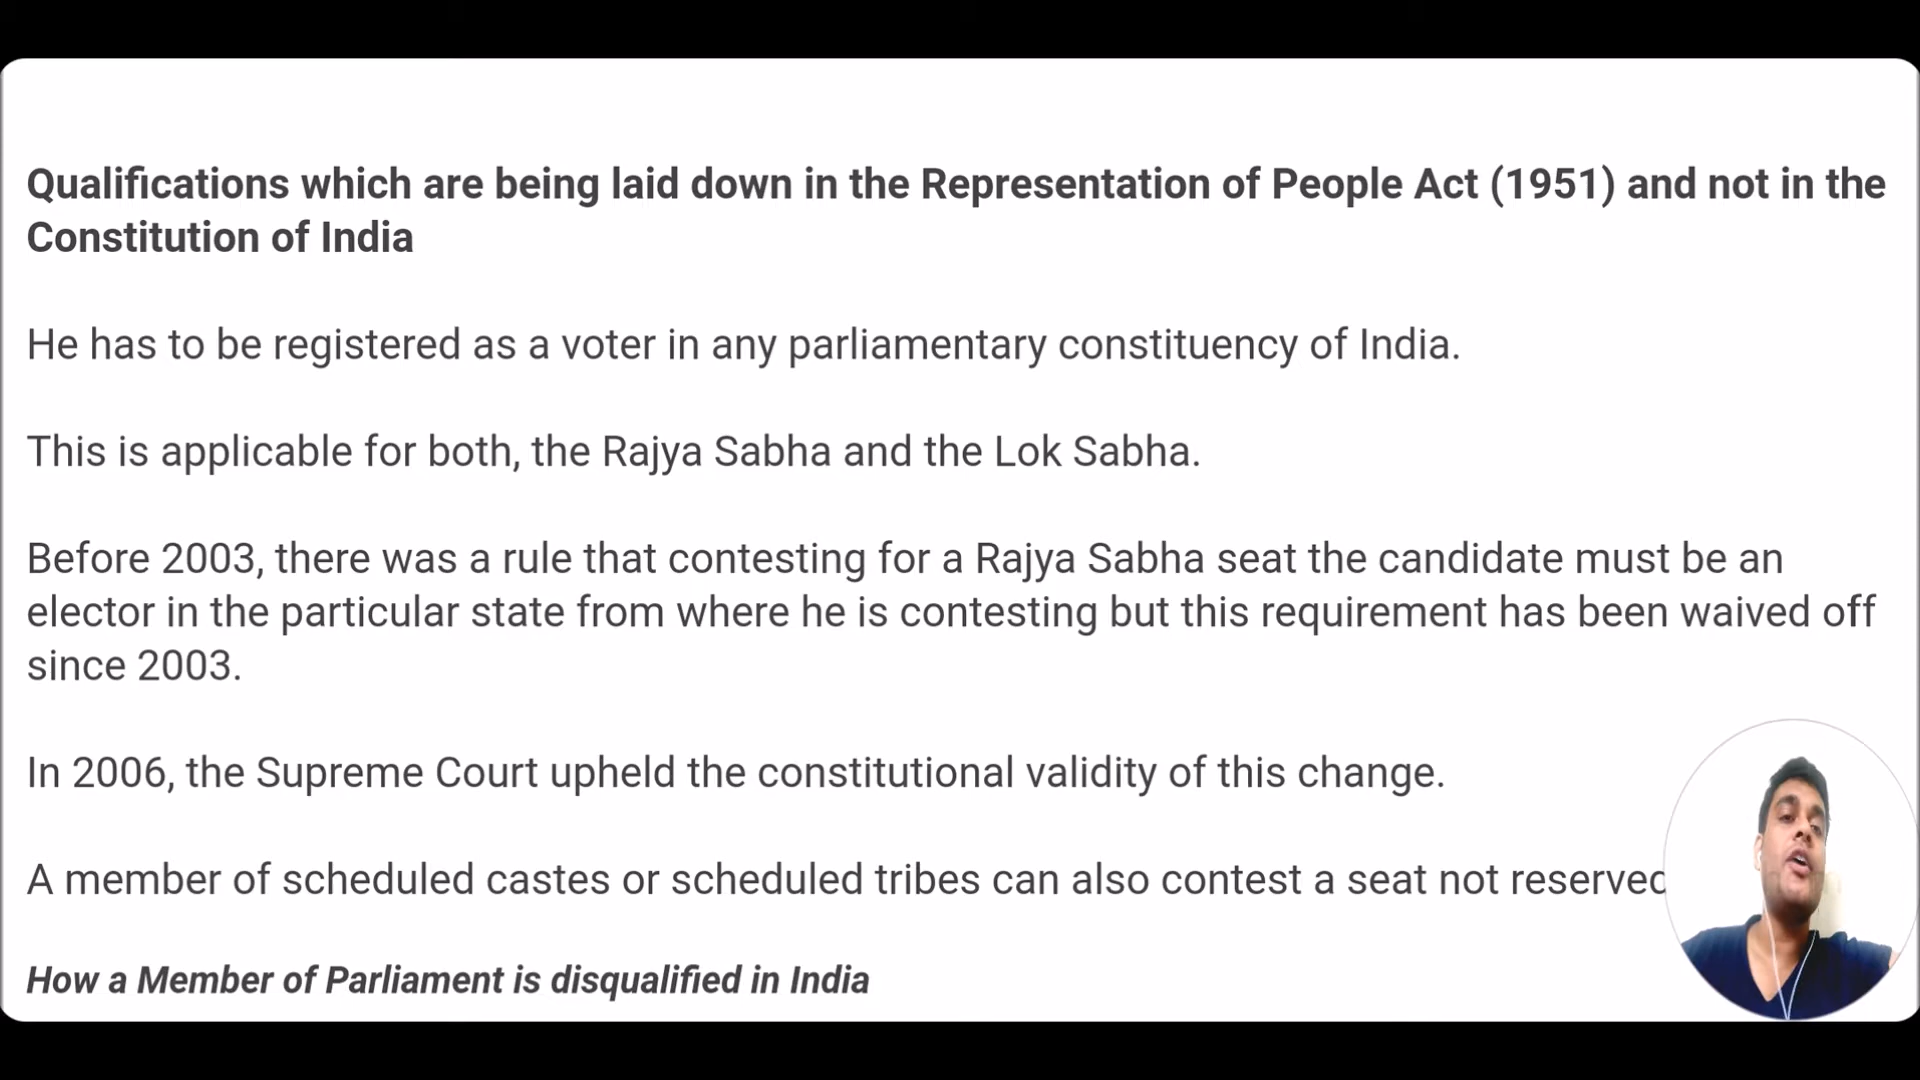 Qualifications which are being laid down in the Representation of People Act (1951) and not in the
Constitution of India
He has to be registered as a voter in any parliamentary constituency of India.
This is applicable for both, the Rajya Sabha and the Lok Sabha.
Before 2003, there was a rule that contesting for a Rajya Sabha seat the candidate must be an
elector in the particular state from where he is contesting but this requirement has been waived off
since 2003.
In 2006, the Supreme Court upheld the constitutional validity of this change.
A member of scheduled castes or scheduled tribes can also contest a seat not reserved
How a Member of Parliament is disqualified in India